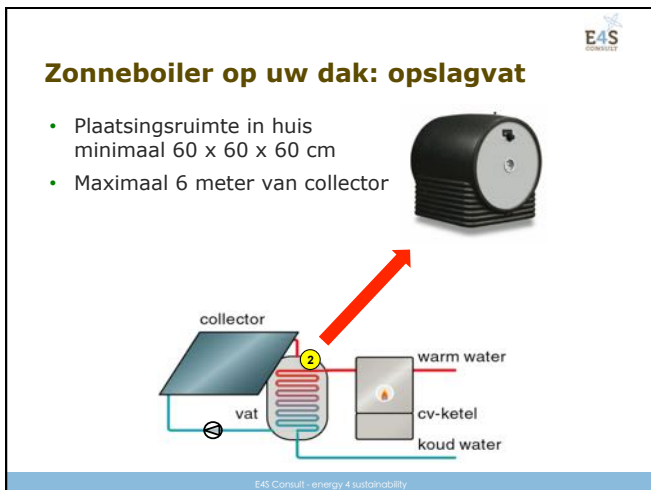 E4S
CONSULT
Zonneboiler op uw dak: opslagvat
• Plaatsingsruimte in huis
minimaal 60 x 60 x 60 cm
• Maximaal 6 meter van collector
collector
2
warm water
vat
cv-ketel
koud water
E4S Consult - energy 4 sustainability